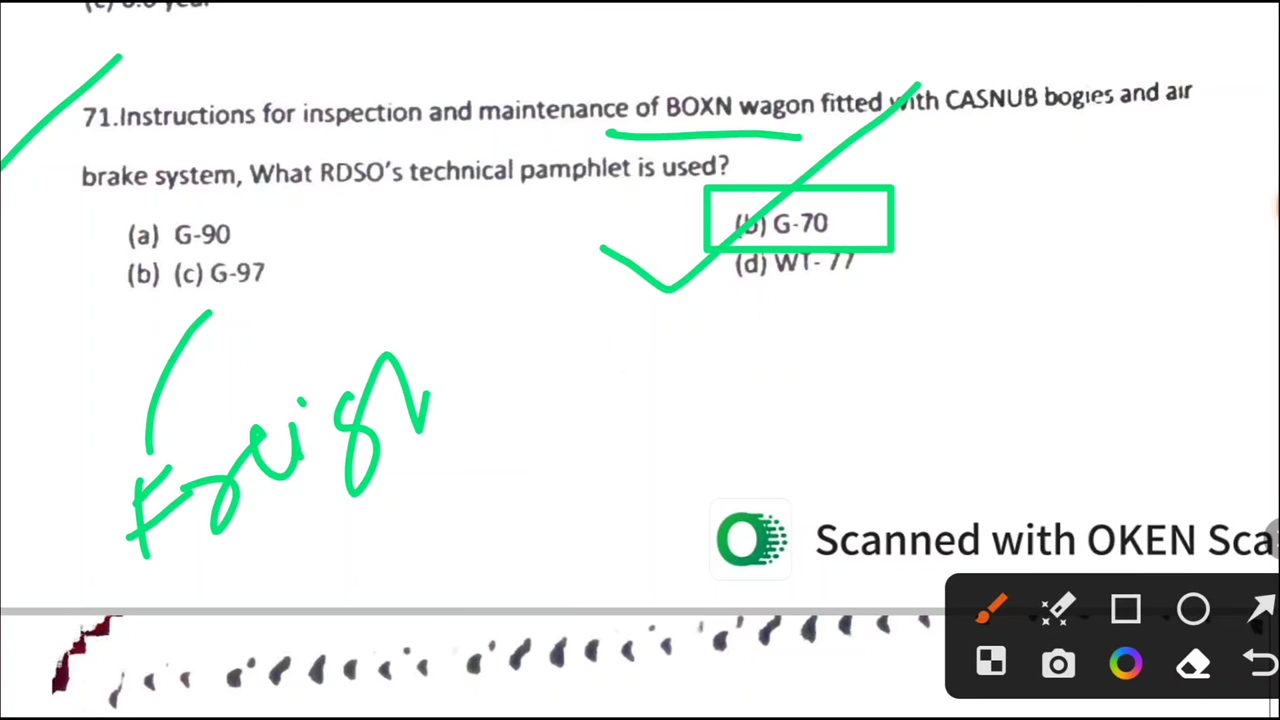 71.Instructions for inspection and maintenance of BOXN wagon fitted with CASNUB bogies and air
brake system, What RDSO's technical pamphlet is used?
(a) G-90
(b) G-70
(b) (c) G-97
(d) WT- 77
Foreign
Scanned with OKEN Sca